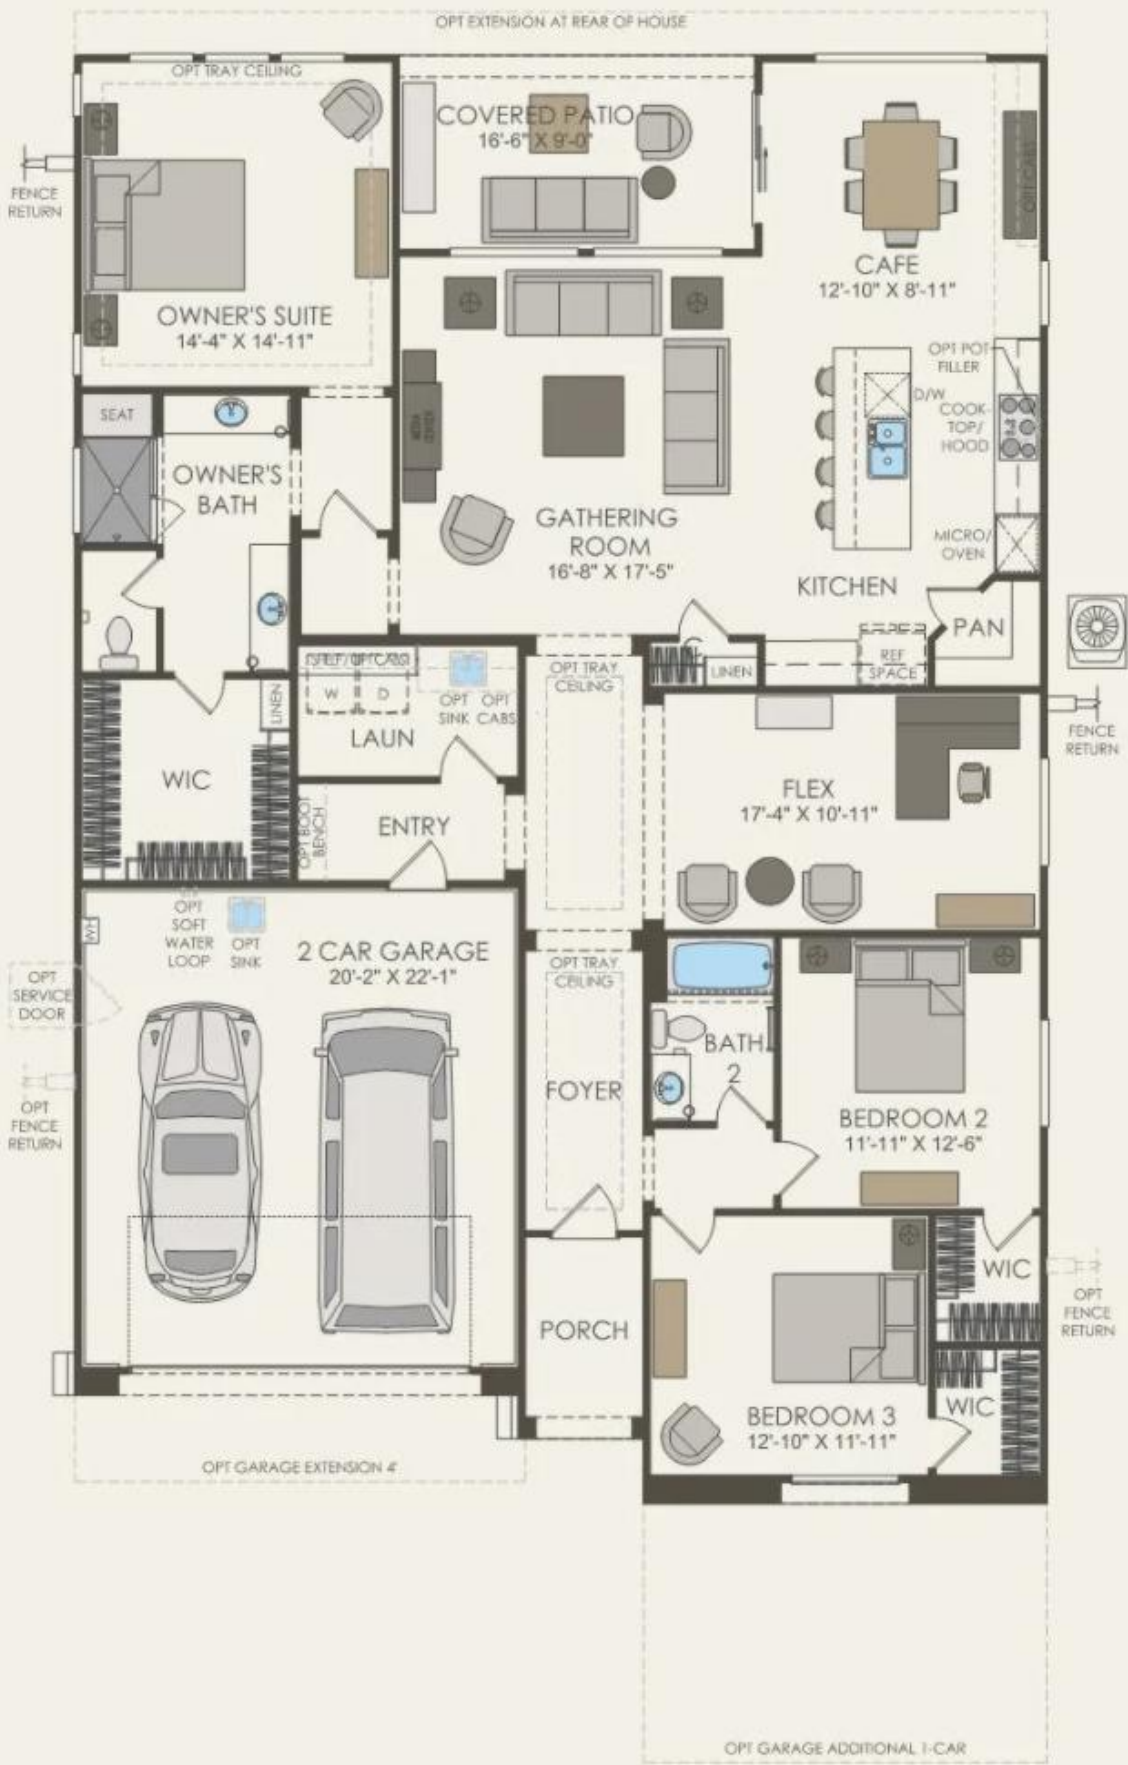 OPT EXTENSION AT REAR OF HOUSE
OPT TRAY CEILING
COVERED PATIO
16'-6" X 9'-0"
FENCE
RETURN
OPT CABS
OWNER'S SUITE
14'-4" X 14'-11"
CAFE
12'-10" X 8'-11"
OPT POT
FILLER
D/W
COOK-
TOP/
HOOD
SEAT
MEDIA
CENTER
OWNER'S
BATH
GATHERING
ROOM
16'-8" X 17'-5"
MICRO/
OVEN
KITCHEN
PAN
REF
SPACE
LINEN
OPT TRAY
CEILING
W
D
OPT
SINK
OPT
CABS
LAUN
LINEN
WIC
FENCE
RETURN
FLEX
17'-4" X 10'-11"
ENTRY
OPT BOOT
BENCH
WH
OPT
SOFT
WATER
LOOP
OPT
SINK
2 CAR GARAGE
20'-2" X 22'-1"
OPT
SERVICE
DOOR
OPT TRAY
CEILING
BATH
2
FOYER
OPT
FENCE
RETURN
BEDROOM 2
11'-11" X 12'-6"
WIC
OPT
FENCE
RETURN
PORCH
WIC
BEDROOM 3
12'-10" X 11'-11"
OPT GARAGE EXTENSION 4'
OPT GARAGE ADDITIONAL 1-CAR